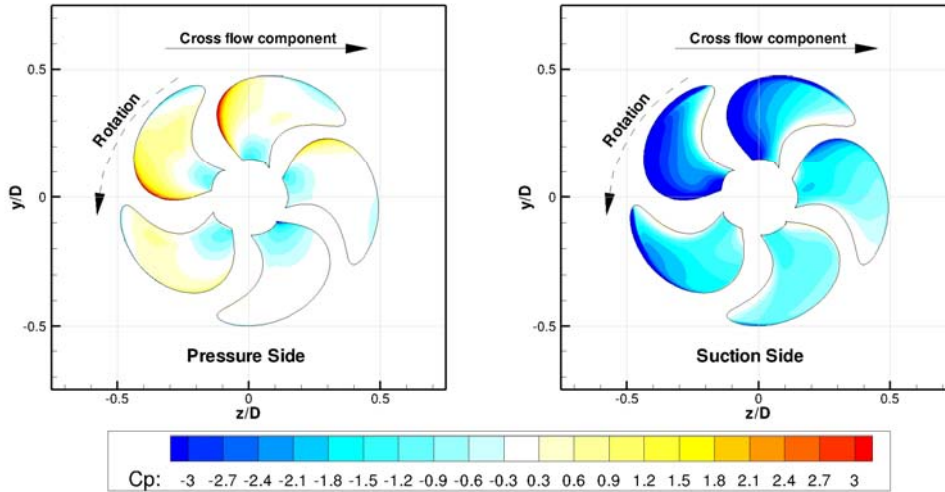 Cross flow component
Rotation
0.5
0
-0.5
y/D
-0.5
0
0.5
z/D
Pressure Side
Cross flow component
Rotation
0.5
0
-0.5
y/D
-0.5
0
0.5
z/D
Suction Side
Cp: -3 -2.7 -2.4 -2.1 -1.8 -1.5 -1.2 -0.9 -0.6 -0.3 0.3 0.6 0.9 1.2 1.5 1.8 2.1 2.4 2.7 3